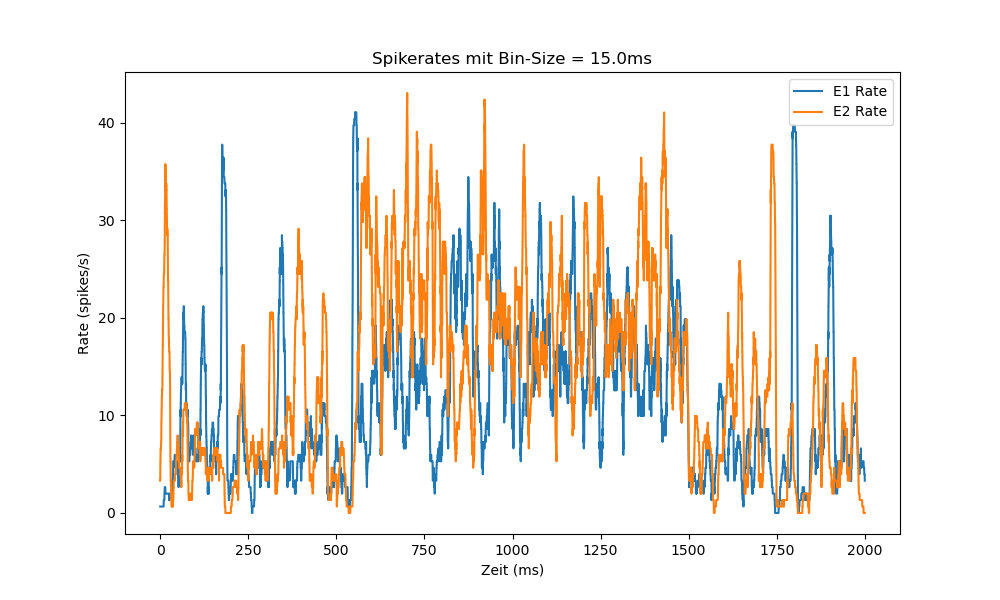 Spikerates mit Bin-Size = 15.0ms
E1 Rate
E2 Rate
Rate (spikes/s)
40
30
20
10
0
0 250 500 750 1000 1250 1500 1750 2000
Zeit (ms)